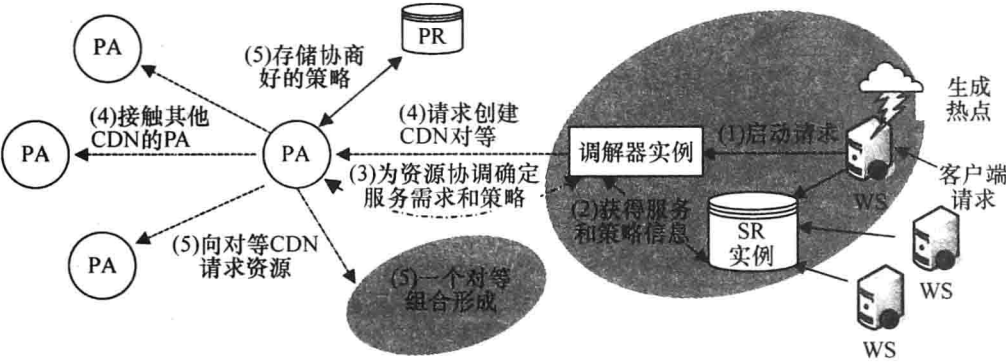 PA
PR
(5)存储协商
好的策略
(4)接触其他
CDN的PA
PA
PA
(4)请求创建
CDN对等
(3)为资源协调确定
服务需求和策略
调解器实例
(1)启动请求
生成
热点
WS
客户端
请求
(2)获得服务
和策略信息
SR
实例
WS
WS
PA
(5)向对等CDN
请求资源
(5)一个对等
组合形成